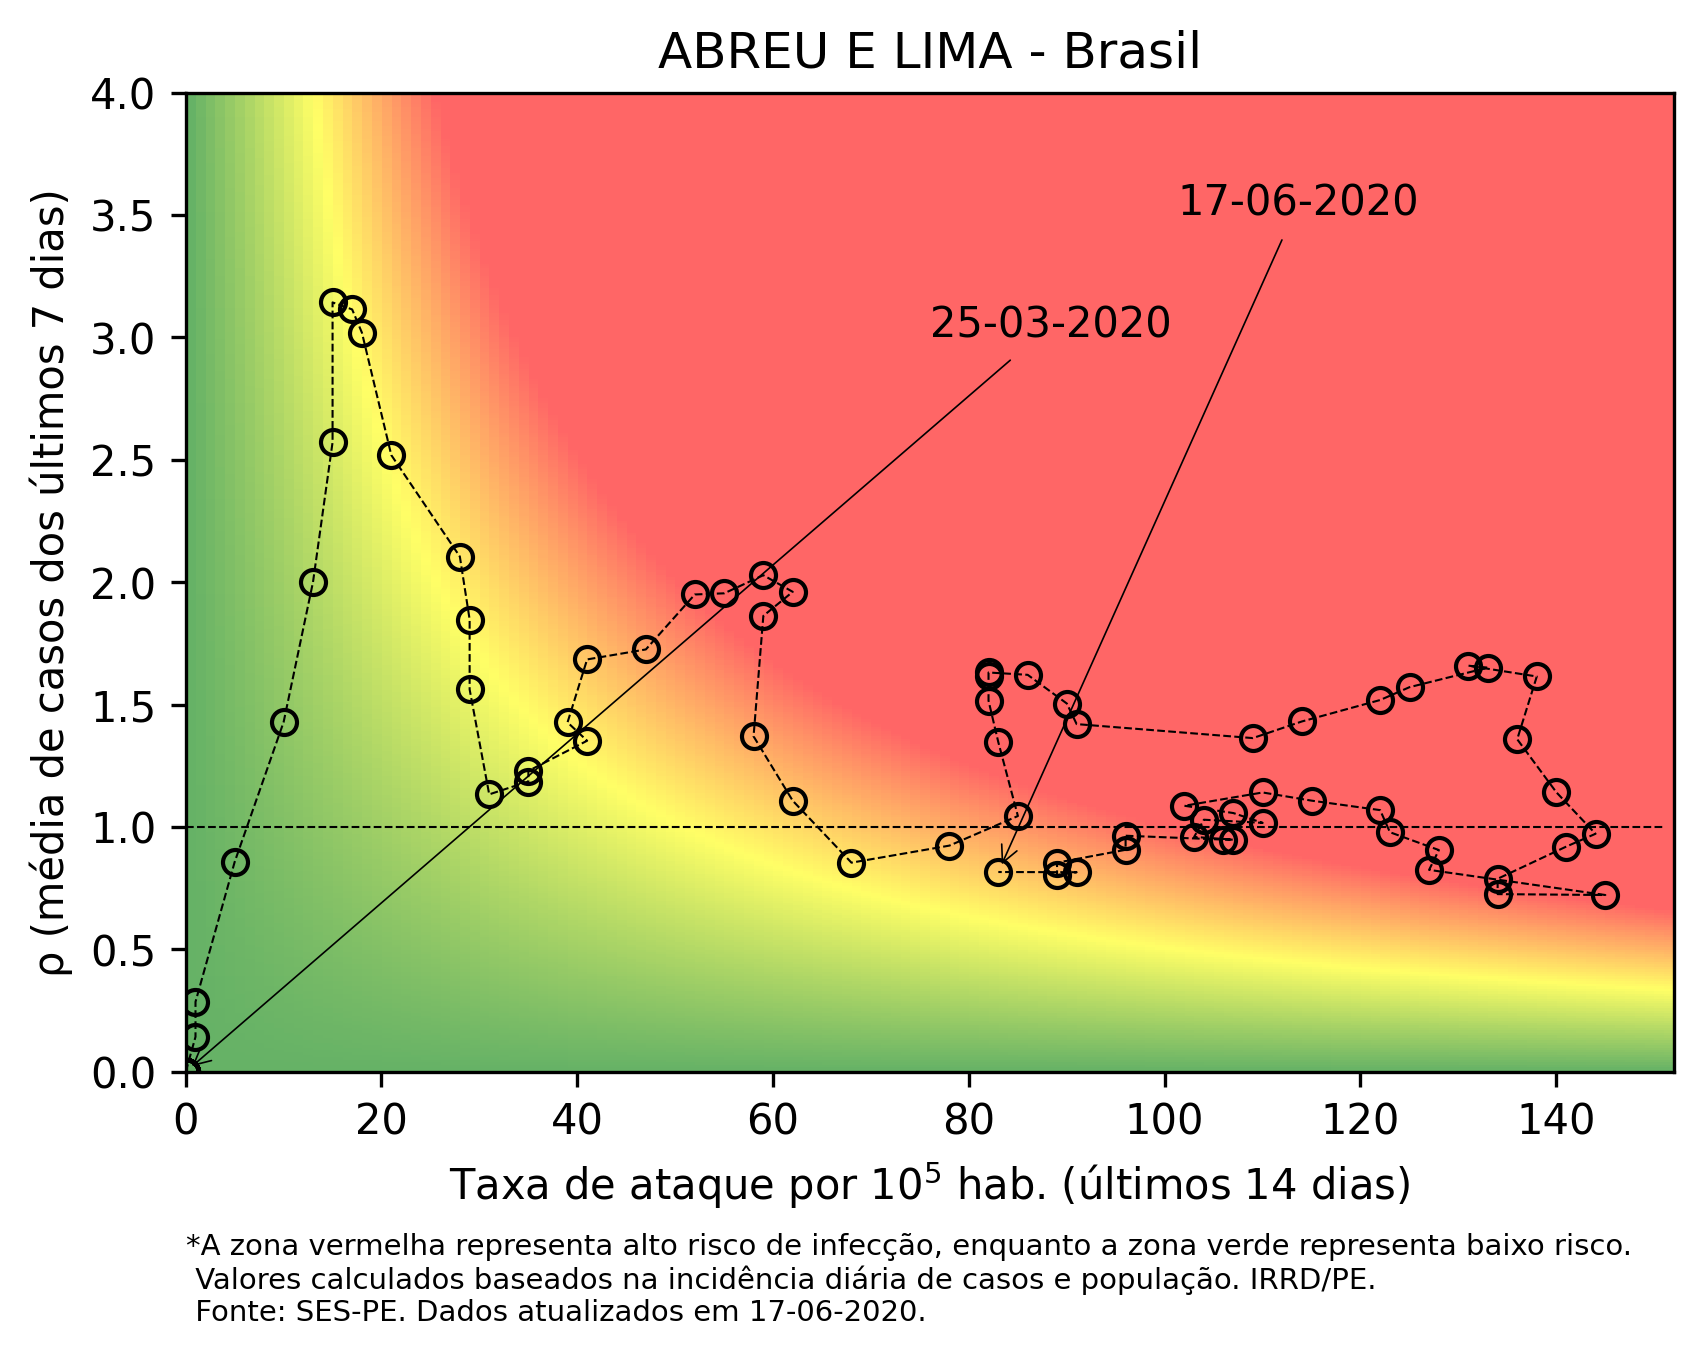 ABREU E LIMA - Brasil
4.0
3.5
3.0
2.5
2.0
1.5
1.0
0.5
0.0
ρ (média de casos dos últimos 7 dias)
17-06-2020
25-03-2020
0 20 40 60 80 100 120 140
Taxa de ataque por 10⁵ hab. (últimos 14 dias)
*A zona vermelha representa alto risco de infecção, enquanto a zona verde representa baixo risco.
Valores calculados baseados na incidência diária de casos e população. IRRD/PE.
Fonte: SES-PE. Dados atualizados em 17-06-2020.